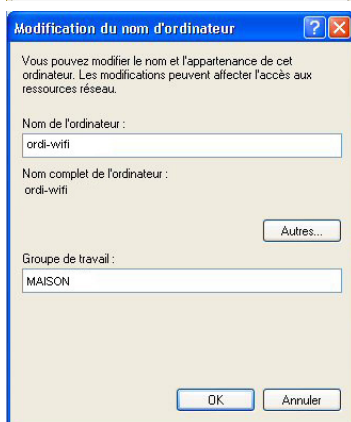 Modification du nom d'ordinateur
Vous pouvez modifier le nom et l'appartenance de cet
ordinateur. Les modifications peuvent affecter l'accès aux
ressources réseau.
Nom de l'ordinateur :
ordi-wifi
Nom complet de l'ordinateur :
ordi-wifi
Autres...
Groupe de travail :
MAISON
OK
Annuler